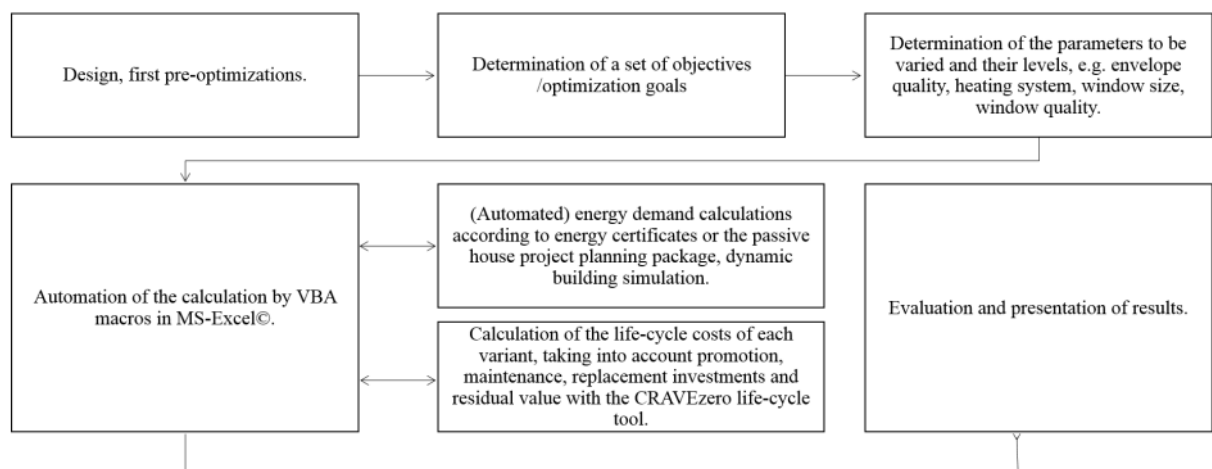 Design, first pre-optimizations.
Determination of a set of objectives
/optimization goals
Determination of the parameters to be
varied and their levels, e.g. envelope
quality, heating system, window size,
window quality.
Automation of the calculation by VBA
macros in MS-Excel©.
(Automated) energy demand calculations
according to energy certificates or the passive
house project planning package, dynamic
building simulation.
Calculation of the life-cycle costs of each
variant, taking into account promotion,
maintenance, replacement investments and
residual value with the CRAVEzero life-cycle
tool.
Evaluation and presentation of results.